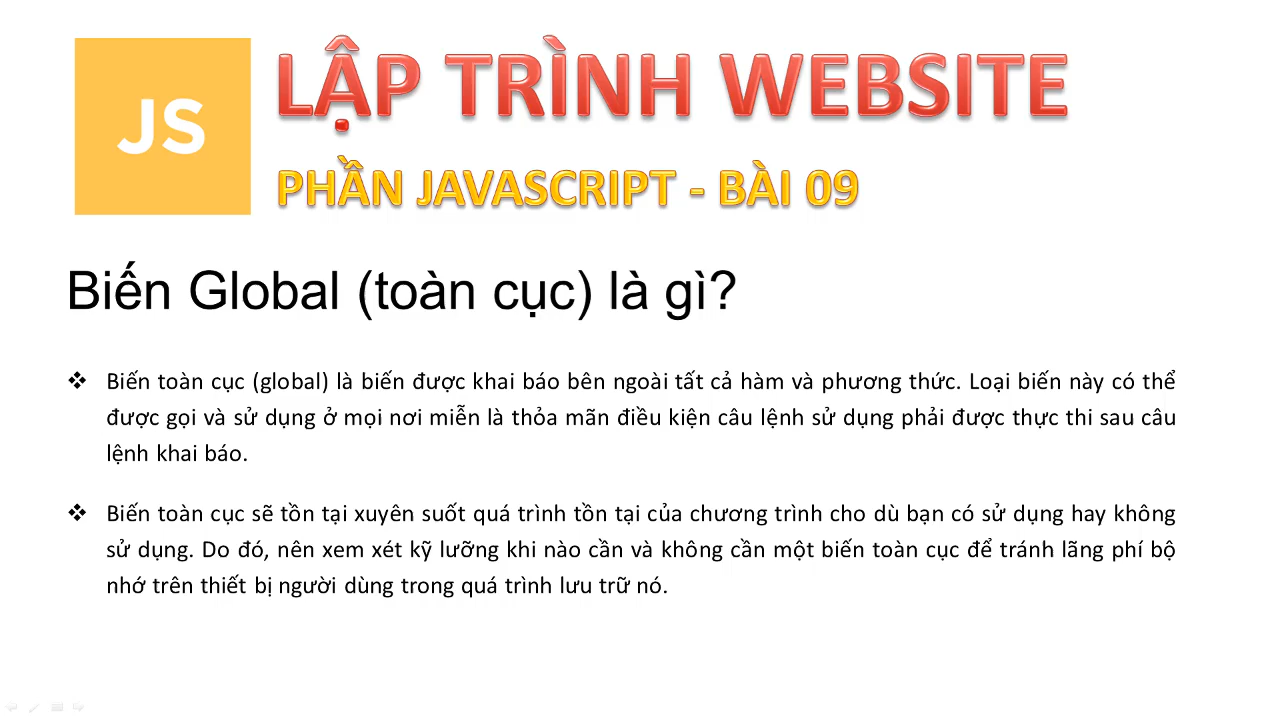 JS
LẬP TRÌNH WEBSITE
PHẦN JAVASCRIPT - BÀI 09
Biến Global (toàn cục) là gì?
❖ Biến toàn cục (global) là biến được khai báo bên ngoài tất cả hàm và phương thức. Loại biến này có thể
được gọi và sử dụng ở mọi nơi miễn là thỏa mãn điều kiện câu lệnh sử dụng phải được thực thi sau câu
lệnh khai báo.
❖ Biến toàn cục sẽ tồn tại xuyên suốt quá trình tồn tại của chương trình cho dù bạn có sử dụng hay không
sử dụng. Do đó, nên xem xét kỹ lưỡng khi nào cần và không cần một biến toàn cục để tránh lãng phí bộ
nhớ trên thiết bị người dùng trong quá trình lưu trữ nó.